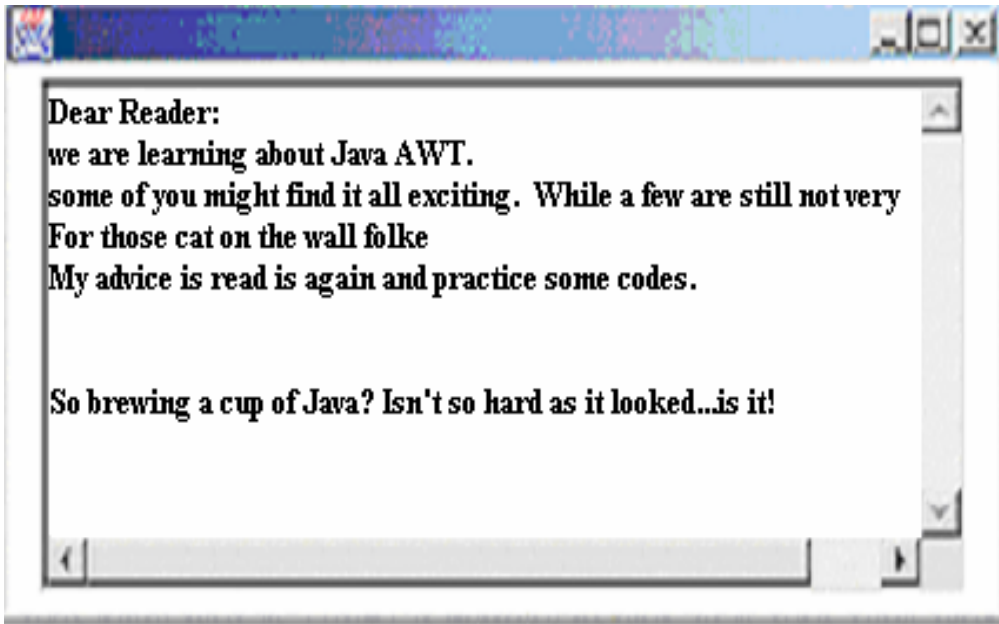 Dear Reader:
we are learning about Java AWT.
some of you might find it all exciting.  While a few are still not very
For those cat on the wall folke
My advice is read is again and practice some codes.
So brewing a cup of Java? Isn't so hard as it looked...is it!